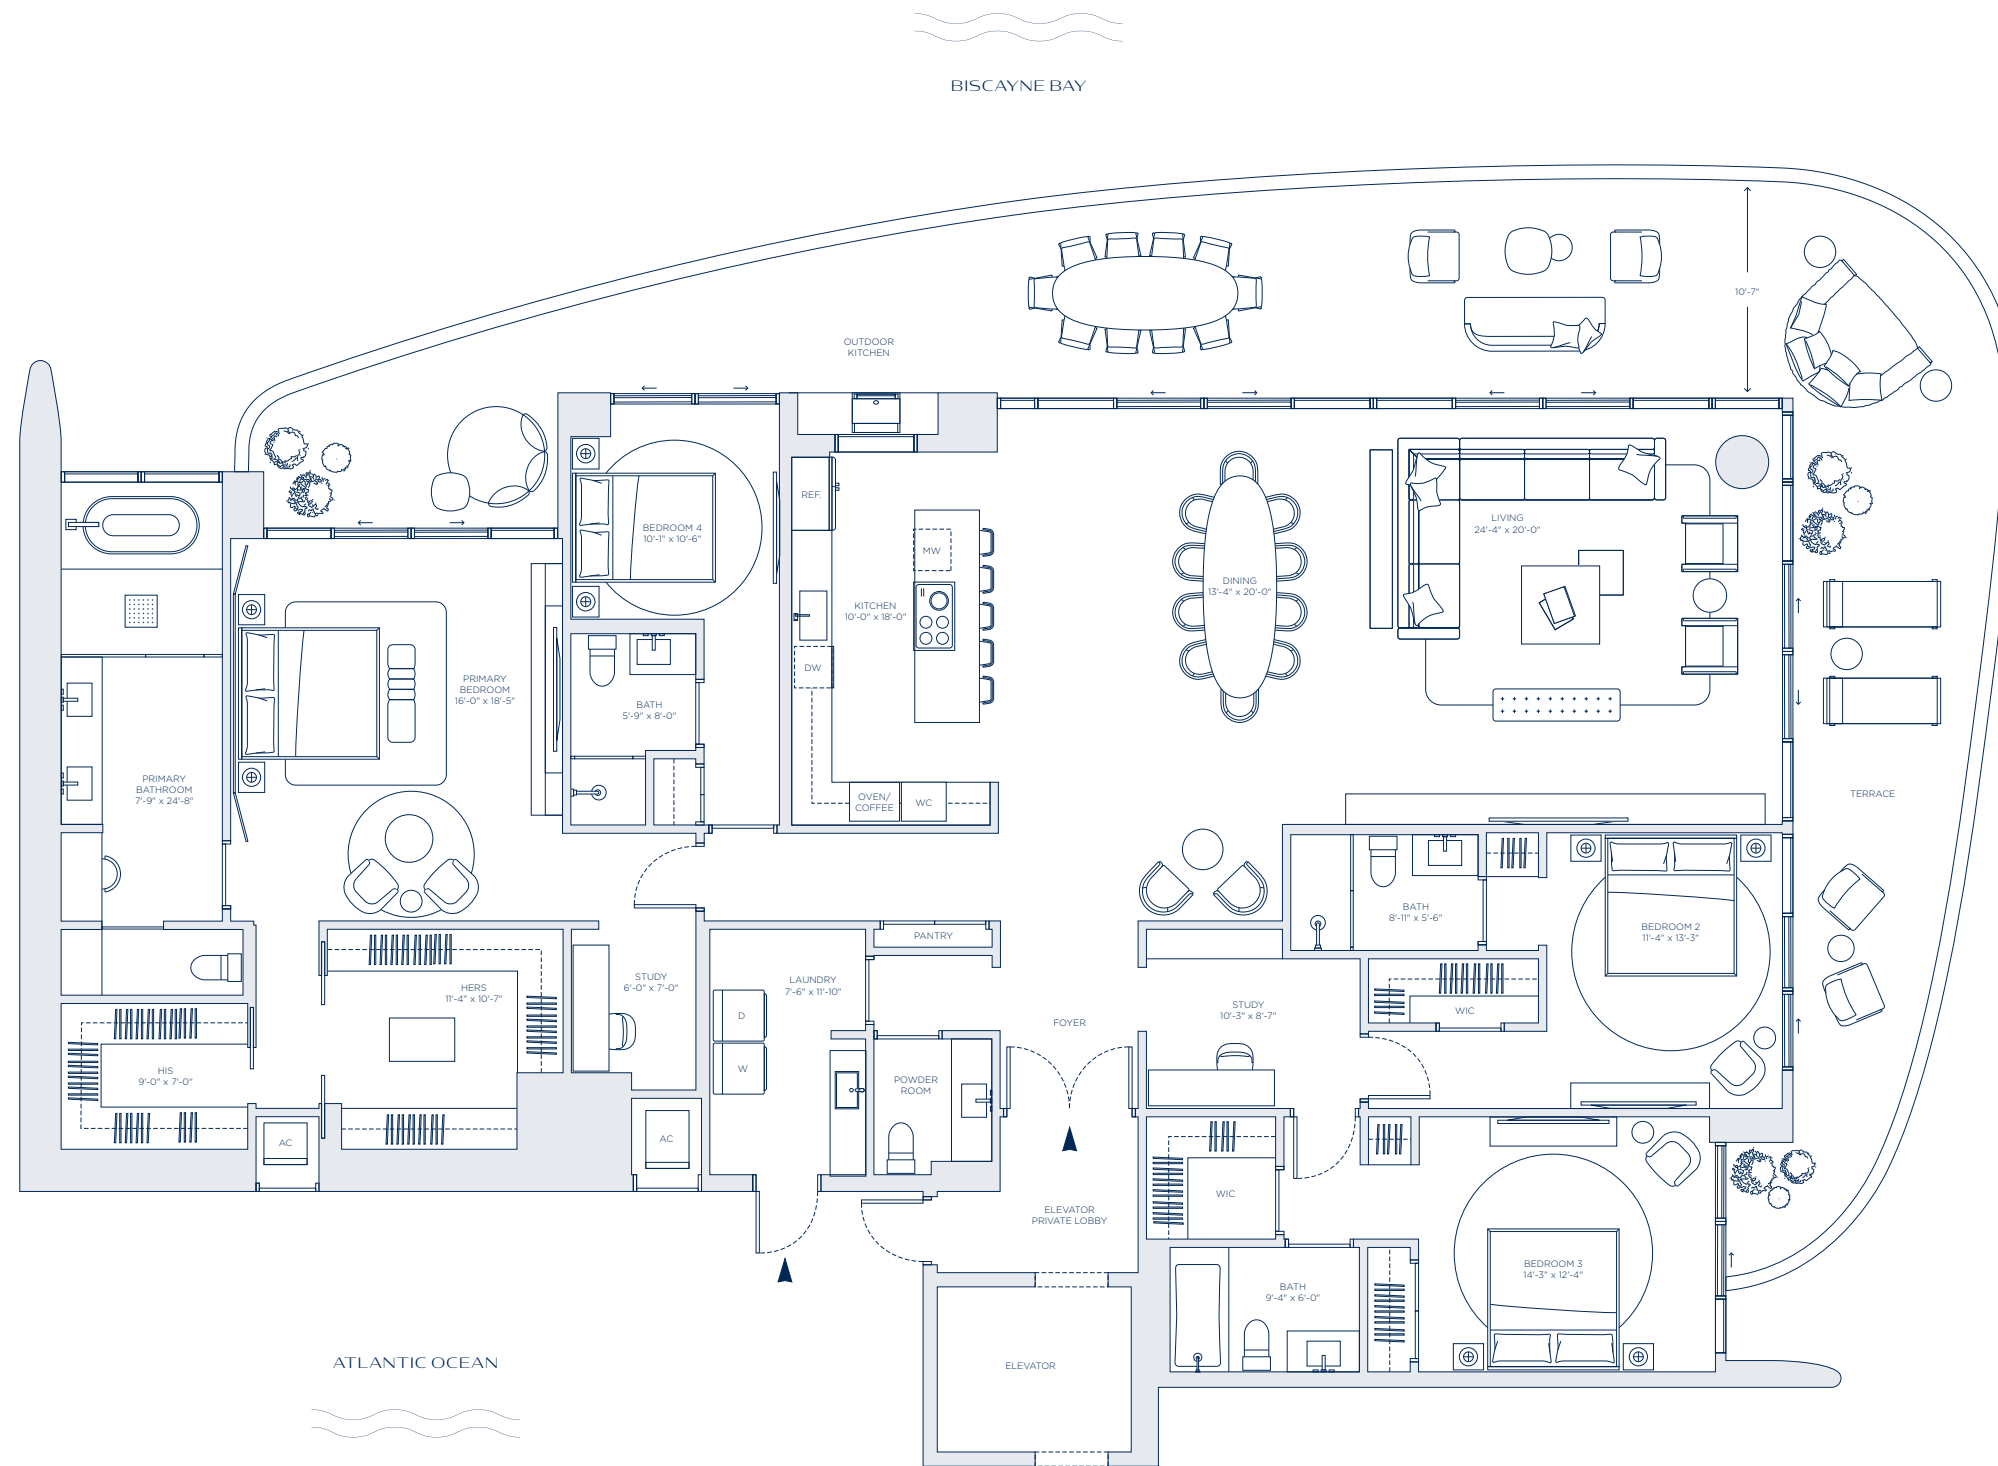 BISCAYNE BAY
10'-7"
OUTDOOR
KITCHEN
REF.
BEDROOM 4
10'-1" x 10'-6"
MW
LIVING
24'-4" x 20'-0"
DINING
13'-4" x 20'-0"
KITCHEN
10'-0" x 18'-0"
DW
PRIMARY
BEDROOM
16'-0" x 18'-5"
BATH
5'-9" x 8'-0"
PRIMARY
BATHROOM
7'-9" x 24'-8"
OVEN/
COFFEE
WC
TERRACE
BATH
8'-11" x 5'-6"
BEDROOM 2
11'-4" x 13'-3"
PANTRY
HERS
11'-4" x 10'-7"
STUDY
6'-0" x 7'-0"
LAUNDRY
7'-6" x 11'-10"
D
FOYER
STUDY
10'-3" x 8'-7"
WIC
HIS
9'-0" x 7'-0"
W
POWDER
ROOM
AC
AC
WIC
ELEVATOR
PRIVATE LOBBY
BEDROOM 3
14'-3" x 12'-4"
BATH
9'-4" x 6'-0"
ATLANTIC OCEAN
ELEVATOR